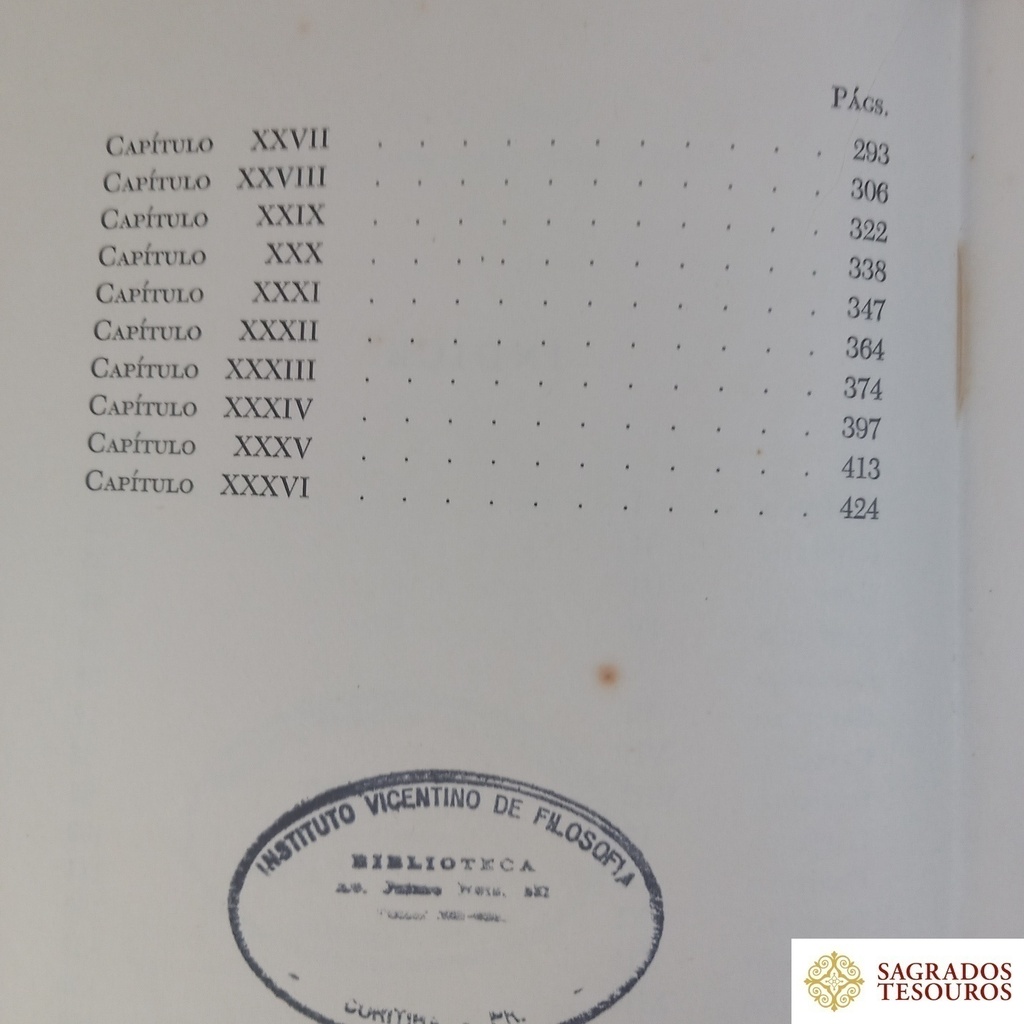 Págs.
Capítulo XXVII . . . . . . . . . . . 293
Capítulo XXVIII . . . . . . . . . . . 306
Capítulo XXIX . . . . . . . . . . . 322
Capítulo XXX . . . . . . . . . . . 338
Capítulo XXXI . . . . . . . . . . . 347
Capítulo XXXII . . . . . . . . . . . 364
Capítulo XXXIII . . . . . . . . . . . 374
Capítulo XXXIV . . . . . . . . . . . 397
Capítulo XXXV . . . . . . . . . . . 413
Capítulo XXXVI . . . . . . . . . . . 424
INSTITUTO VICENTINO DE FILOSOFIA
BIBLIOTECA
CURITIBA PR.
SAGRADOS
TESOUROS